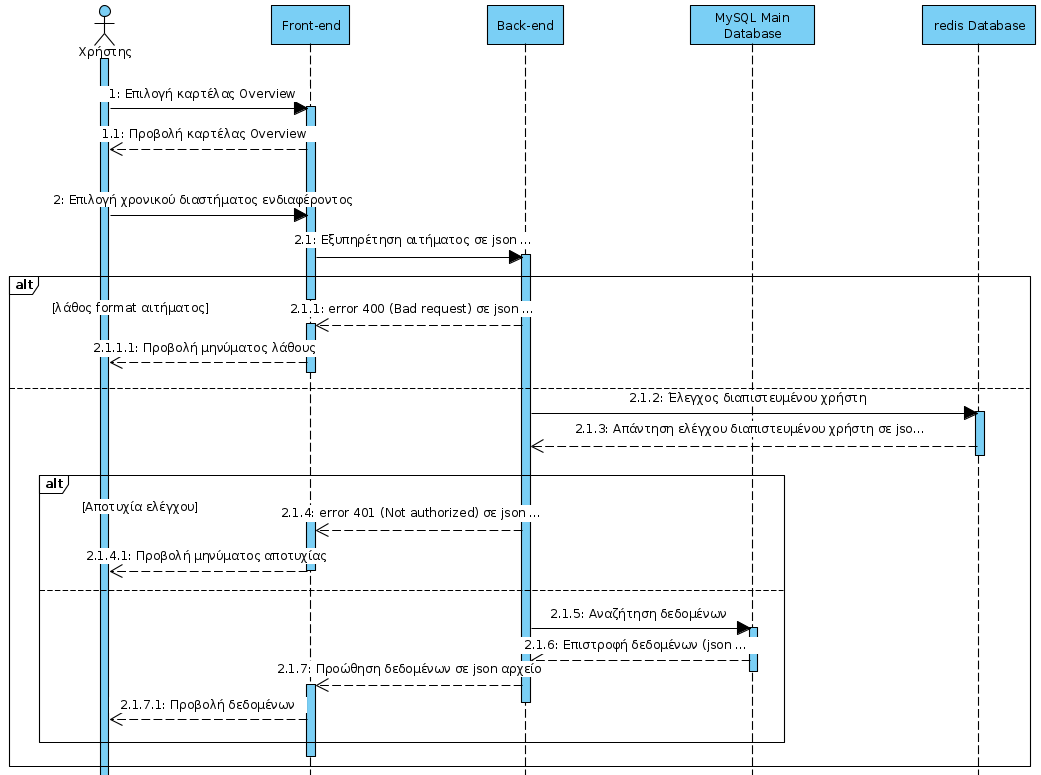 Χρήστης
Front-end
Back-end
MySQL Main
Database
redis Database
1: Επιλογή καρτέλας Overview
1.1: Προβολή καρτέλας Overview
2: Επιλογή χρονικού διαστήματος ενδιαφέροντος
2.1: Εξυπηρέτηση αιτήματος σε json ...
alt
[λάθος format αιτήματος]
2.1.1: error 400 (Bad request) σε json ...
2.1.1.1: Προβολή μηνύματος λάθους
2.1.2: Έλεγχος διαπιστευμένου χρήστη
2.1.3: Απάντηση ελέγχου διαπιστευμένου χρήστη σε jso...
alt
[Αποτυχία ελέγχου]
2.1.4: error 401 (Not authorized) σε json ...
2.1.4.1: Προβολή μηνύματος αποτυχίας
2.1.5: Αναζήτηση δεδομένων
2.1.6: Επιστροφή δεδομένων (json ...
2.1.7: Προώθηση δεδομένων σε json αρχείο
2.1.7.1: Προβολή δεδομένων